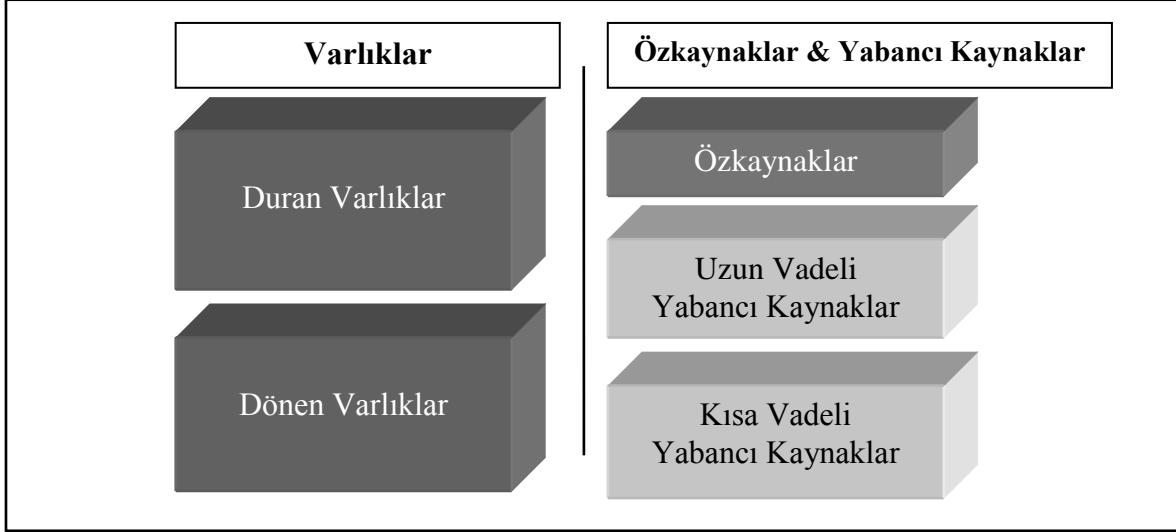 Varlıklar
Duran Varlıklar
Dönen Varlıklar
Özkaynaklar & Yabancı Kaynaklar
Özkaynaklar
Uzun Vadeli
Yabancı Kaynaklar
Kısa Vadeli
Yabancı Kaynaklar